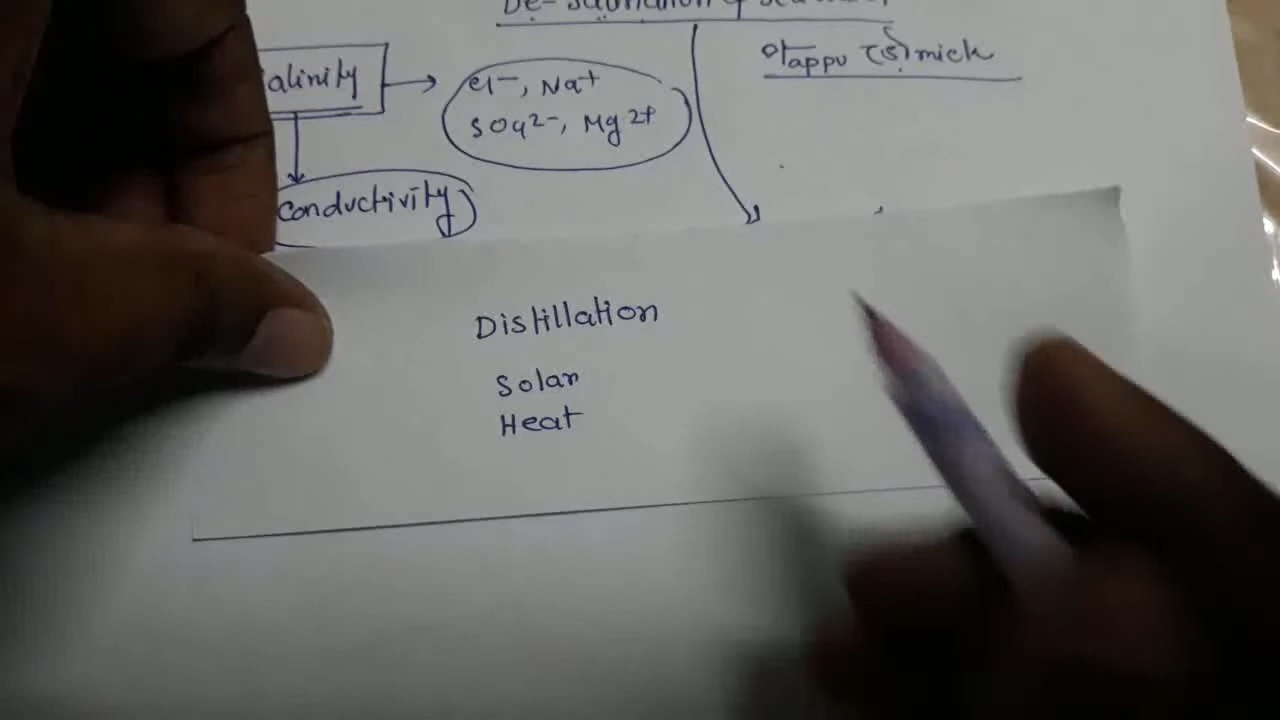 alinity
Cl⁻, Na⁺
SO₄²⁻, Mg²⁺
conductivity
Distillation
Solar
Heat